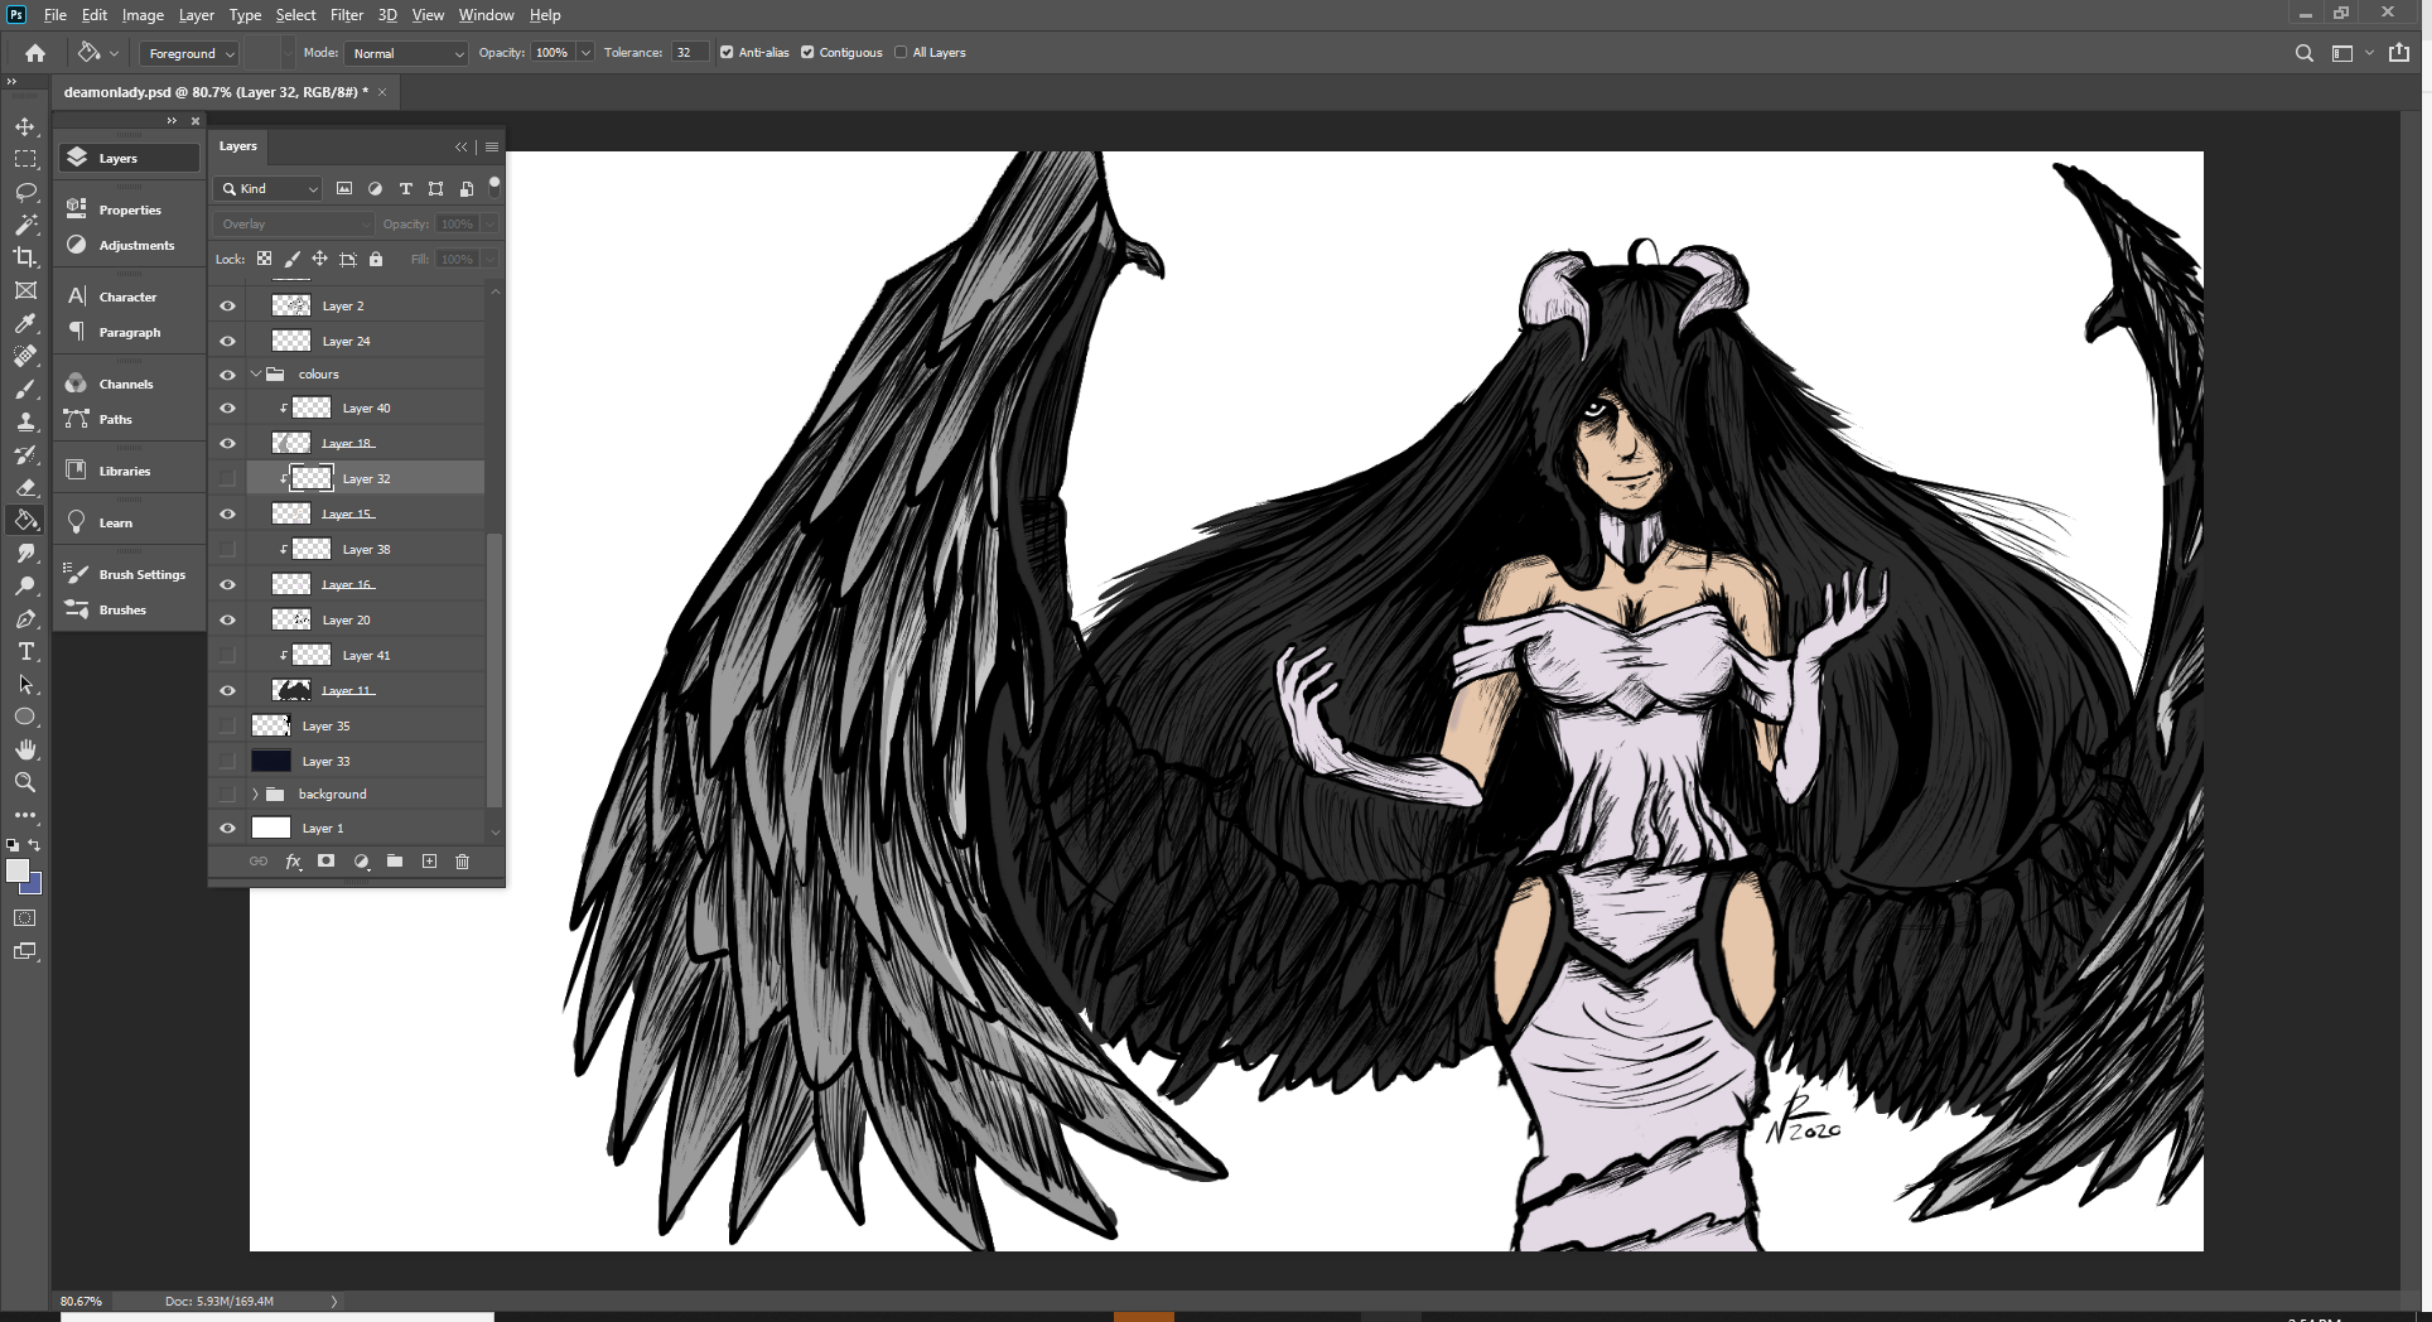 Ps File Edit Image Layer Type Select Filter 3D View Window Help
Foreground Mode: Normal Opacity: 100% Tolerance: 32 Anti-alias Contiguous All Layers
deamonlady.psd @ 80.7% (Layer 32, RGB/8#) *
Layers
Properties
Adjustments
Character
Paragraph
Channels
Paths
Libraries
Learn
Brush Settings
Brushes
Layers
Kind
Overlay Opacity: 100%
Lock: Fill: 100%
Layer 2
Layer 24
colours
Layer 40
Layer 18
Layer 32
Layer 15
Layer 38
Layer 16
Layer 20
Layer 41
Layer 11
Layer 35
Layer 33
background
Layer 1
fx
2020
80.67% Doc: 5.93M/169.4M